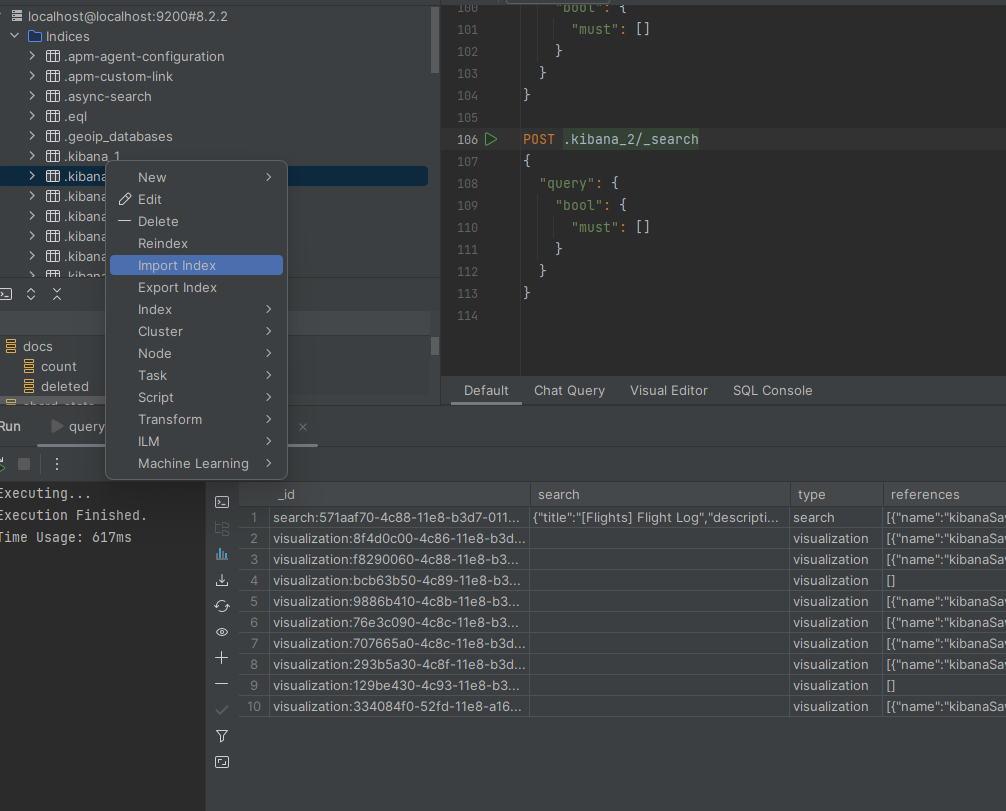 localhost@localhost:9200#8.2.2
Indices
.apm-agent-configuration
.apm-custom-link
.async-search
.eql
.geoip_databases
.kibana_1
.kibana
.kibana
.kibana
.kibana
.kibana
.kibana
New
Edit
Delete
Reindex
Import Index
Export Index
Index
Cluster
Node
Task
Script
Transform
ILM
Machine Learning
docs
count
deleted
100 "bool": {
101 "must": []
102 }
103 }
104 }
105
106 POST .kibana_2/_search
107 {
108 "query": {
109 "bool": {
110 "must": []
111 }
112 }
113 }
114
Default Chat Query Visual Editor SQL Console
Run query
Executing...
Execution Finished.
Time Usage: 617ms
_id search type references
1 search:571aaf70-4c88-11e8-b3d7-011... {"title":"[Flights] Flight Log","descripti... search [{"name":"kibanaSav
2 visualization:8f4d0c00-4c86-11e8-b3d... visualization [{"name":"kibanaSav
3 visualization:f8290060-4c88-11e8-b3... visualization [{"name":"kibanaSav
4 visualization:bcb63b50-4c89-11e8-b3... visualization []
5 visualization:9886b410-4c8b-11e8-b3... visualization [{"name":"kibanaSav
6 visualization:76e3c090-4c8c-11e8-b3... visualization [{"name":"kibanaSav
7 visualization:707665a0-4c8c-11e8-b3d... visualization [{"name":"kibanaSav
8 visualization:293b5a30-4c8f-11e8-b3d... visualization [{"name":"kibanaSav
9 visualization:129be430-4c93-11e8-b3... visualization []
10 visualization:334084f0-52fd-11e8-a16... visualization [{"name":"kibanaSav